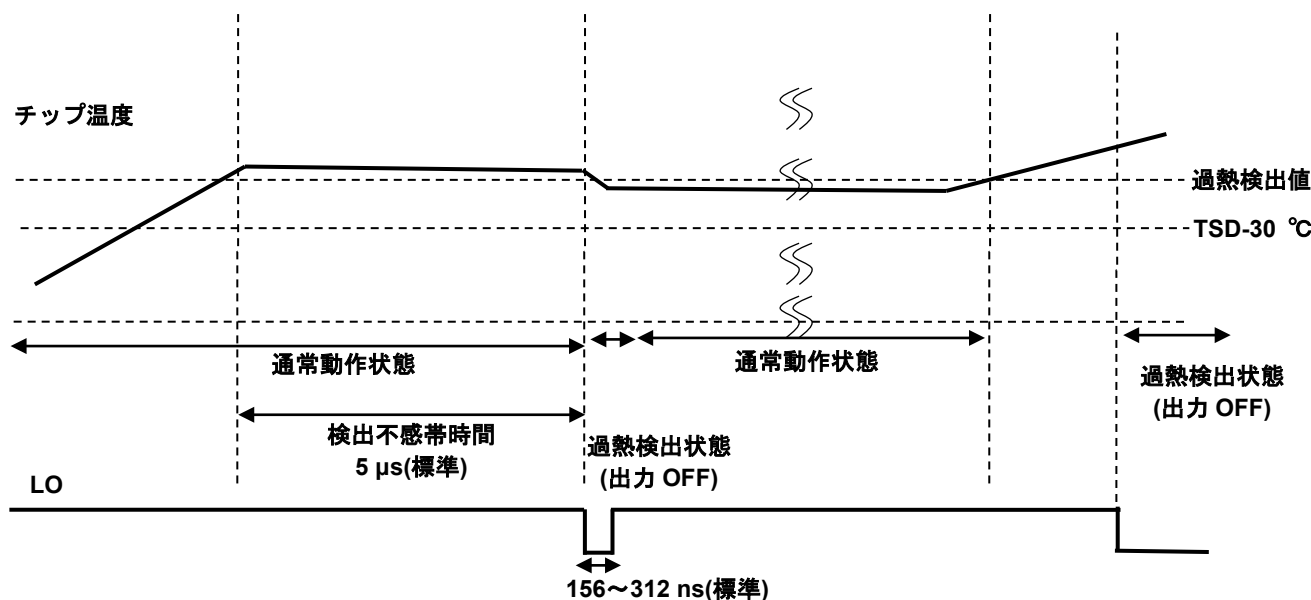 チップ温度
過熱検出値
TSD-30 ℃
通常動作状態
通常動作状態
過熱検出状態
(出力 OFF)
検出不感帯時間
5 μs(標準)
過熱検出状態
(出力 OFF)
LO
156～312 ns(標準)